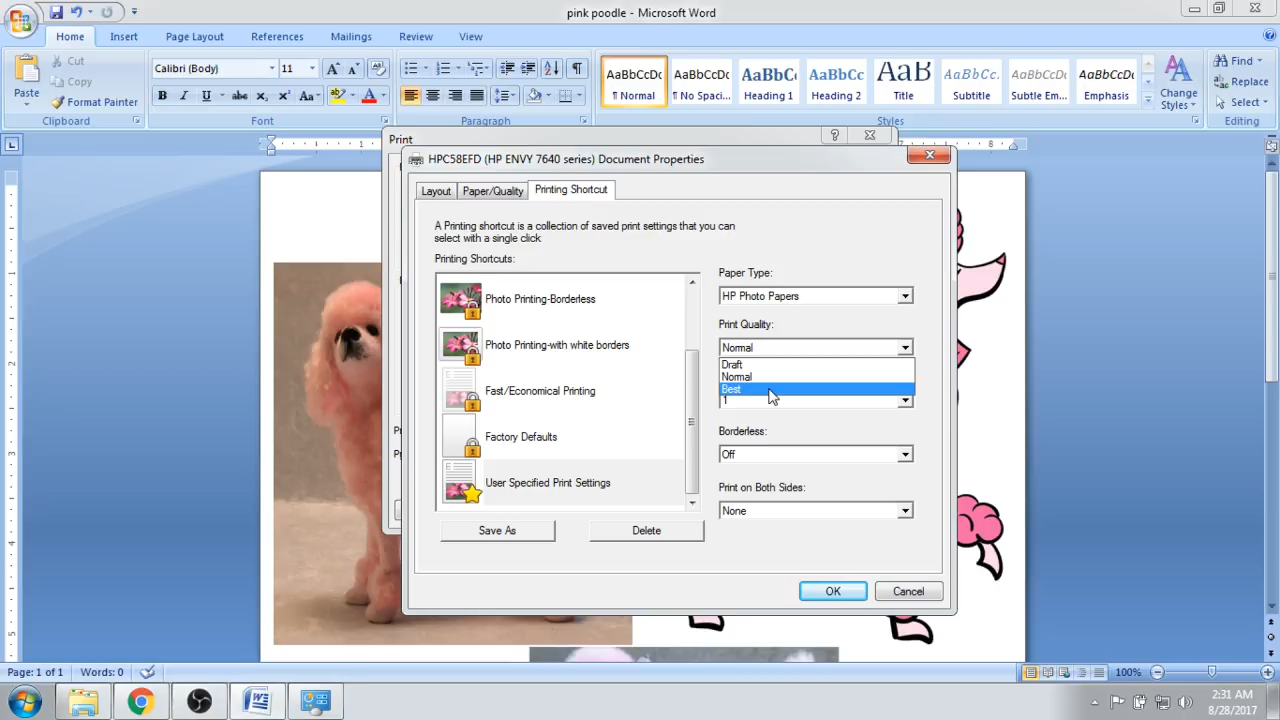 pink poodle - Microsoft Word
Home Insert Page Layout References Mailings Review View
Paste
Cut
Copy
Format Painter
Clipboard
Calibri (Body) 11
Font
Paragraph
AaBbCcDc AaBbCcDc AaBbC( AaBbCc AaB AaBbCc. AaBbCcDc AaBbCcDc
¶ Normal ¶ No Spaci... Heading 1 Heading 2 Title Subtitle Subtle Em... Emphasis
Styles
Change
Styles
Find
Replace
Select
Editing
Print
HPC58EFD (HP ENVY 7640 series) Document Properties
Layout Paper/Quality Printing Shortcut
A Printing shortcut is a collection of saved print settings that you can
select with a single click
Printing Shortcuts:
Photo Printing-Borderless
Photo Printing-with white borders
Fast/Economical Printing
Factory Defaults
User Specified Print Settings
Save As Delete
Paper Type:
HP Photo Papers
Print Quality:
Normal
Draft
Normal
Best
1
Borderless:
Off
Print on Both Sides:
None
OK Cancel
Page: 1 of 1 Words: 0
100%
2:31 AM
8/28/2017